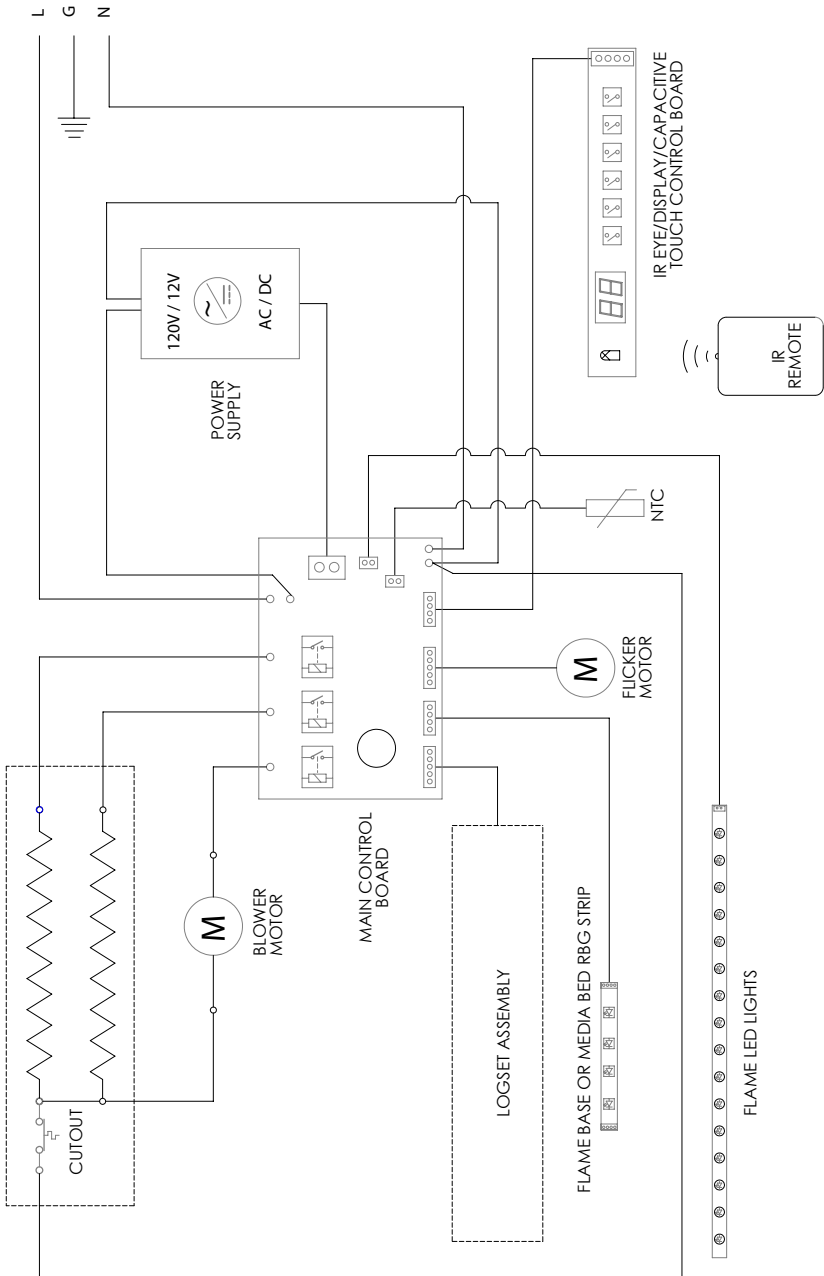 L
G
N
120V / 12V
AC / DC
POWER
SUPPLY
IR EYE/DISPLAY/CAPACITIVE
TOUCH CONTROL BOARD
IR
REMOTE
NTC
M
FLICKER
MOTOR
MAIN CONTROL
BOARD
M
BLOWER
MOTOR
CUTOUT
LOGSET ASSEMBLY
FLAME BASE OR MEDIA BED RBG STRIP
FLAME LED LIGHTS